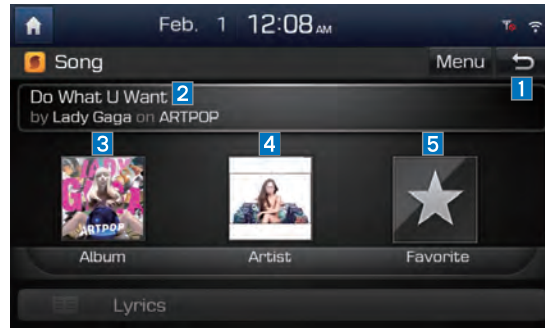 Feb. 1 12:08 AM
Song Menu
1
Do What U Want 2
by Lady Gaga on ARTPOP
3 4 5
ARTPOP
Album Artist Favorite
Lyrics